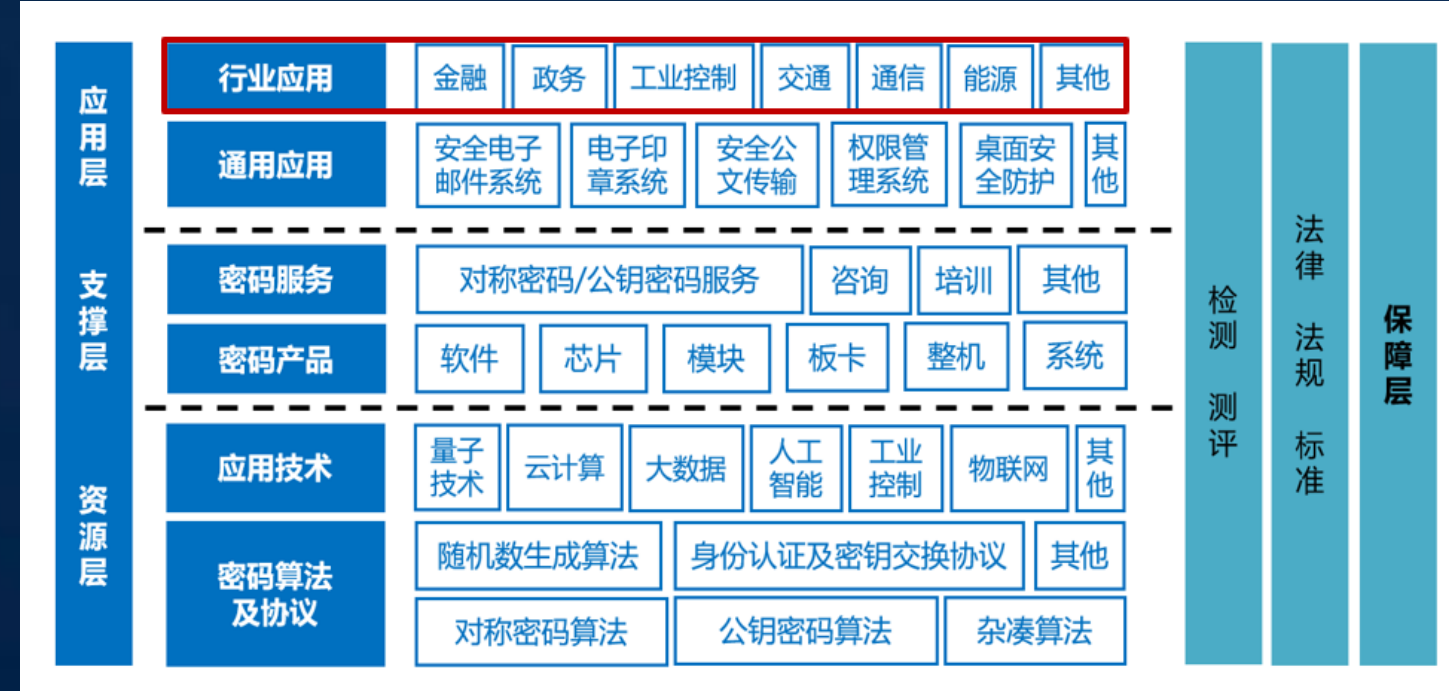 应用层
行业应用
金融
政务
工业控制
交通
通信
能源
其他
通用应用
安全电子
邮件系统
电子印
章系统
安全公
文传输
权限管
理系统
桌面安
全防护
其他
支撑层
密码服务
对称密码/公钥密码服务
咨询
培训
其他
密码产品
软件
芯片
模块
板卡
整机
系统
资源层
应用技术
量子
技术
云计算
大数据
人工
智能
工业
控制
物联网
其他
密码算法
及协议
随机数生成算法
身份认证及密钥交换协议
其他
对称密码算法
公钥密码算法
杂凑算法
检测 测评
法律 法规 标准
保障层